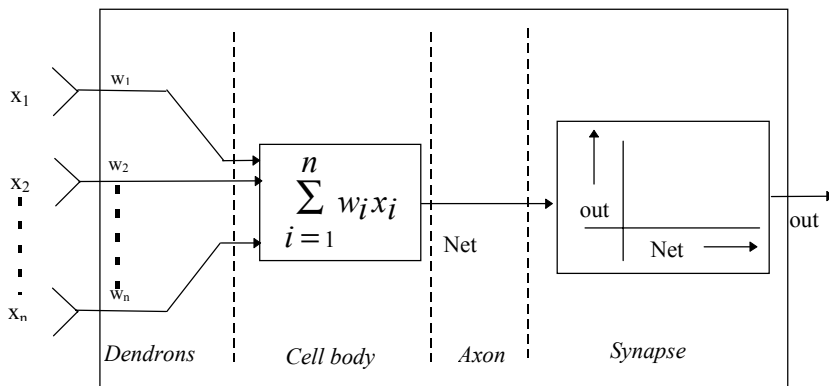 x1
w1
x2
w2
n
∑ wixi
i = 1
Net
out
Net
out
wn
xn
Dendrons
Cell body
Axon
Synapse